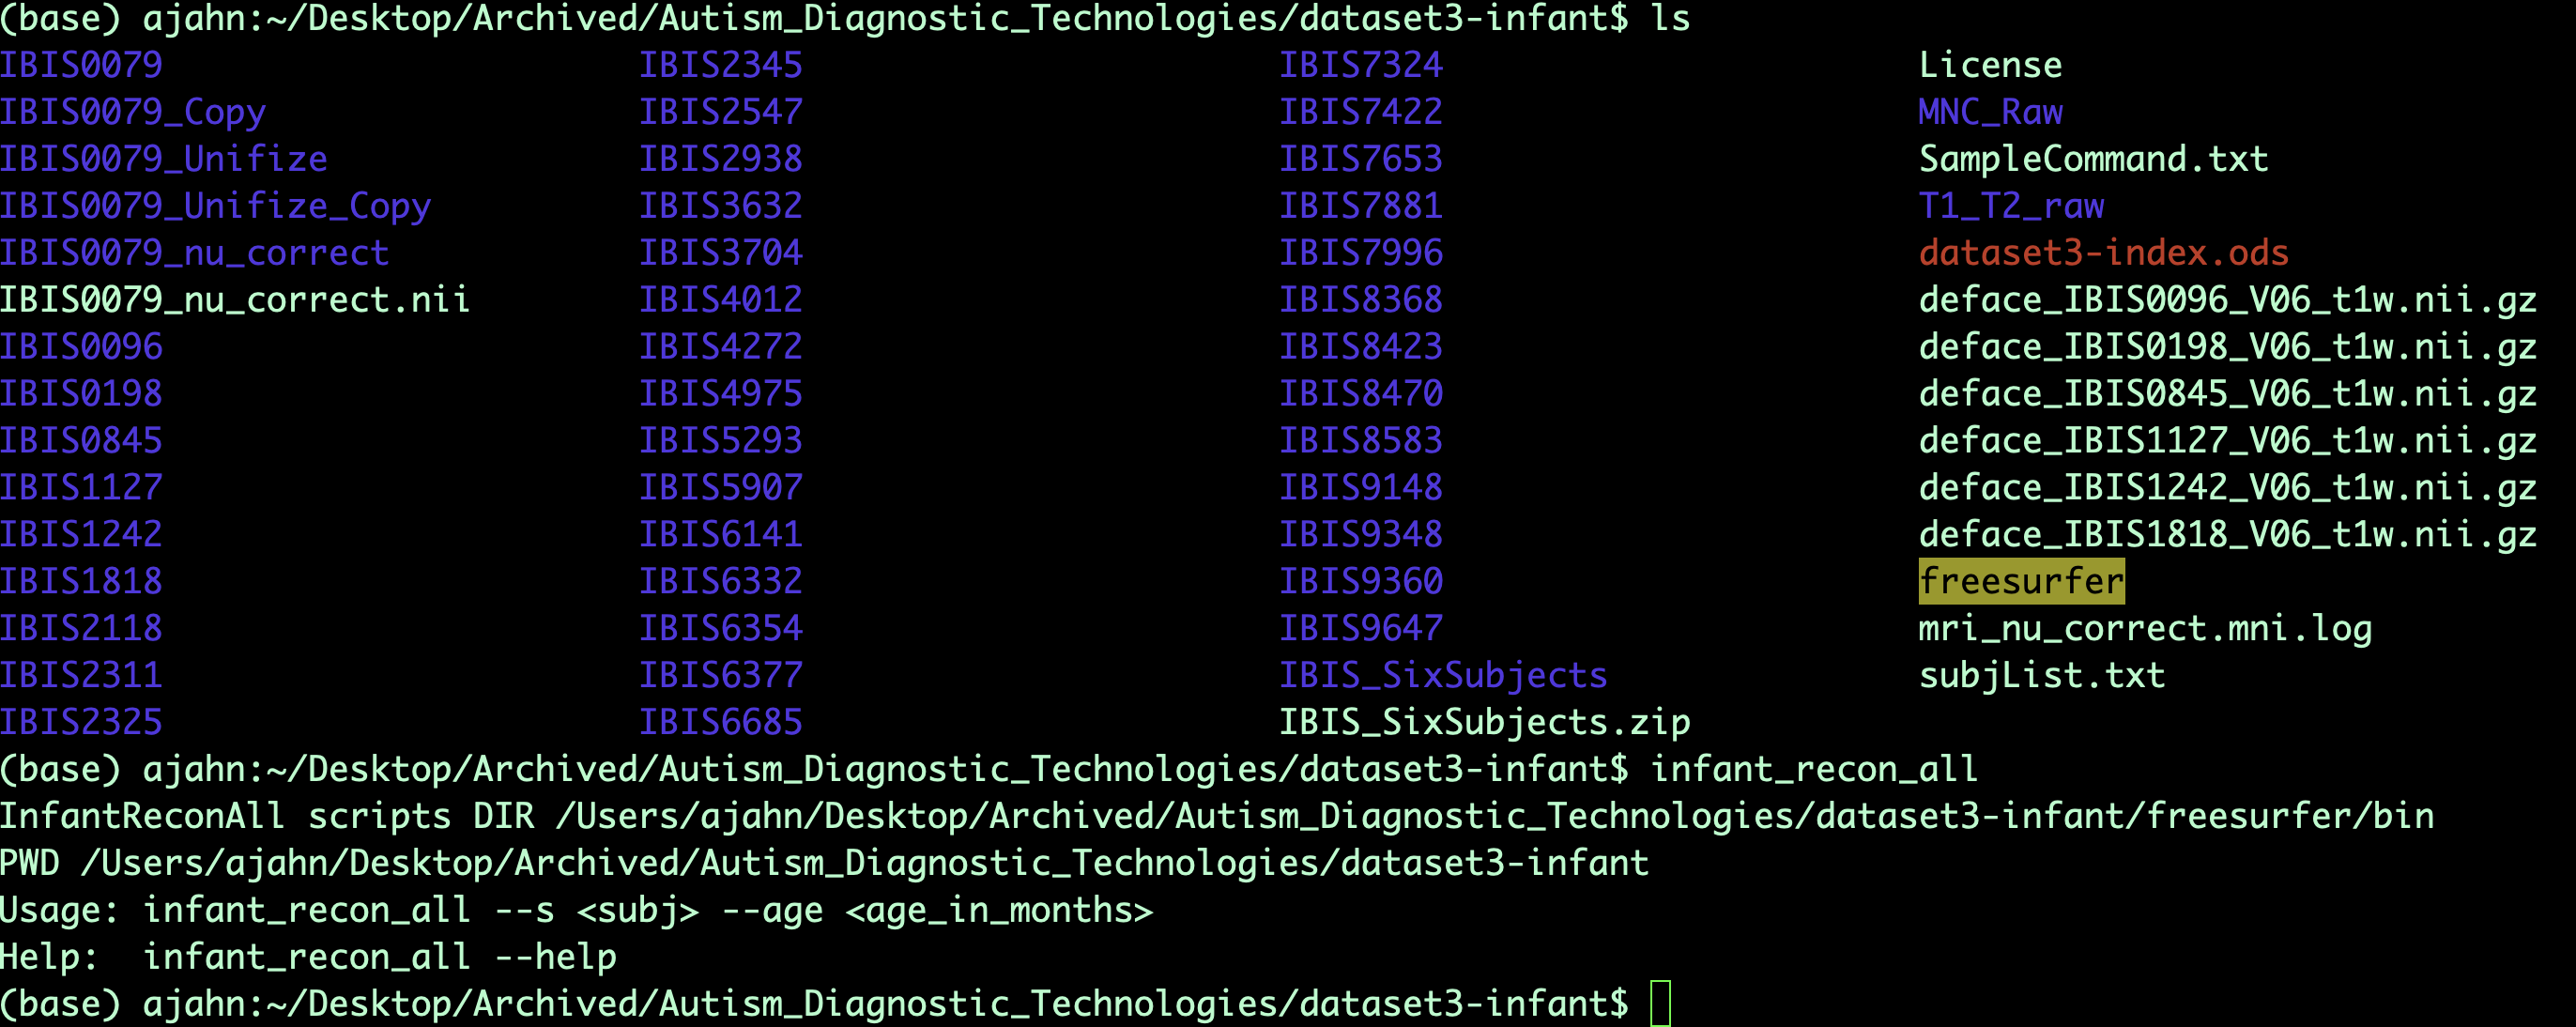 (base) ajahn:~/Desktop/Archived/Autism_Diagnostic_Technologies/dataset3-infant$ ls
IBIS0079 IBIS2345 IBIS7324 License
IBIS0079_Copy IBIS2547 IBIS7422 MNC_Raw
IBIS0079_Unifize IBIS2938 IBIS7653 SampleCommand.txt
IBIS0079_Unifize_Copy IBIS3632 IBIS7881 T1_T2_raw
IBIS0079_nu_correct IBIS3704 IBIS7996 dataset3-index.ods
IBIS0079_nu_correct.nii IBIS4012 IBIS8368 deface_IBIS0096_V06_t1w.nii.gz
IBIS0096 IBIS4272 IBIS8423 deface_IBIS0198_V06_t1w.nii.gz
IBIS0198 IBIS4975 IBIS8470 deface_IBIS0845_V06_t1w.nii.gz
IBIS0845 IBIS5293 IBIS8583 deface_IBIS1127_V06_t1w.nii.gz
IBIS1127 IBIS5907 IBIS9148 deface_IBIS1242_V06_t1w.nii.gz
IBIS1242 IBIS6141 IBIS9348 deface_IBIS1818_V06_t1w.nii.gz
IBIS1818 IBIS6332 IBIS9360 freesurfer
IBIS2118 IBIS6354 IBIS9647 mri_nu_correct.mni.log
IBIS2311 IBIS6377 IBIS_SixSubjects subjList.txt
IBIS2325 IBIS6685 IBIS_SixSubjects.zip
(base) ajahn:~/Desktop/Archived/Autism_Diagnostic_Technologies/dataset3-infant$ infant_recon_all
InfantReconAll scripts DIR /Users/ajahn/Desktop/Archived/Autism_Diagnostic_Technologies/dataset3-infant/freesurfer/bin
PWD /Users/ajahn/Desktop/Archived/Autism_Diagnostic_Technologies/dataset3-infant
Usage: infant_recon_all --s <subj> --age <age_in_months>
Help:  infant_recon_all --help
(base) ajahn:~/Desktop/Archived/Autism_Diagnostic_Technologies/dataset3-infant$